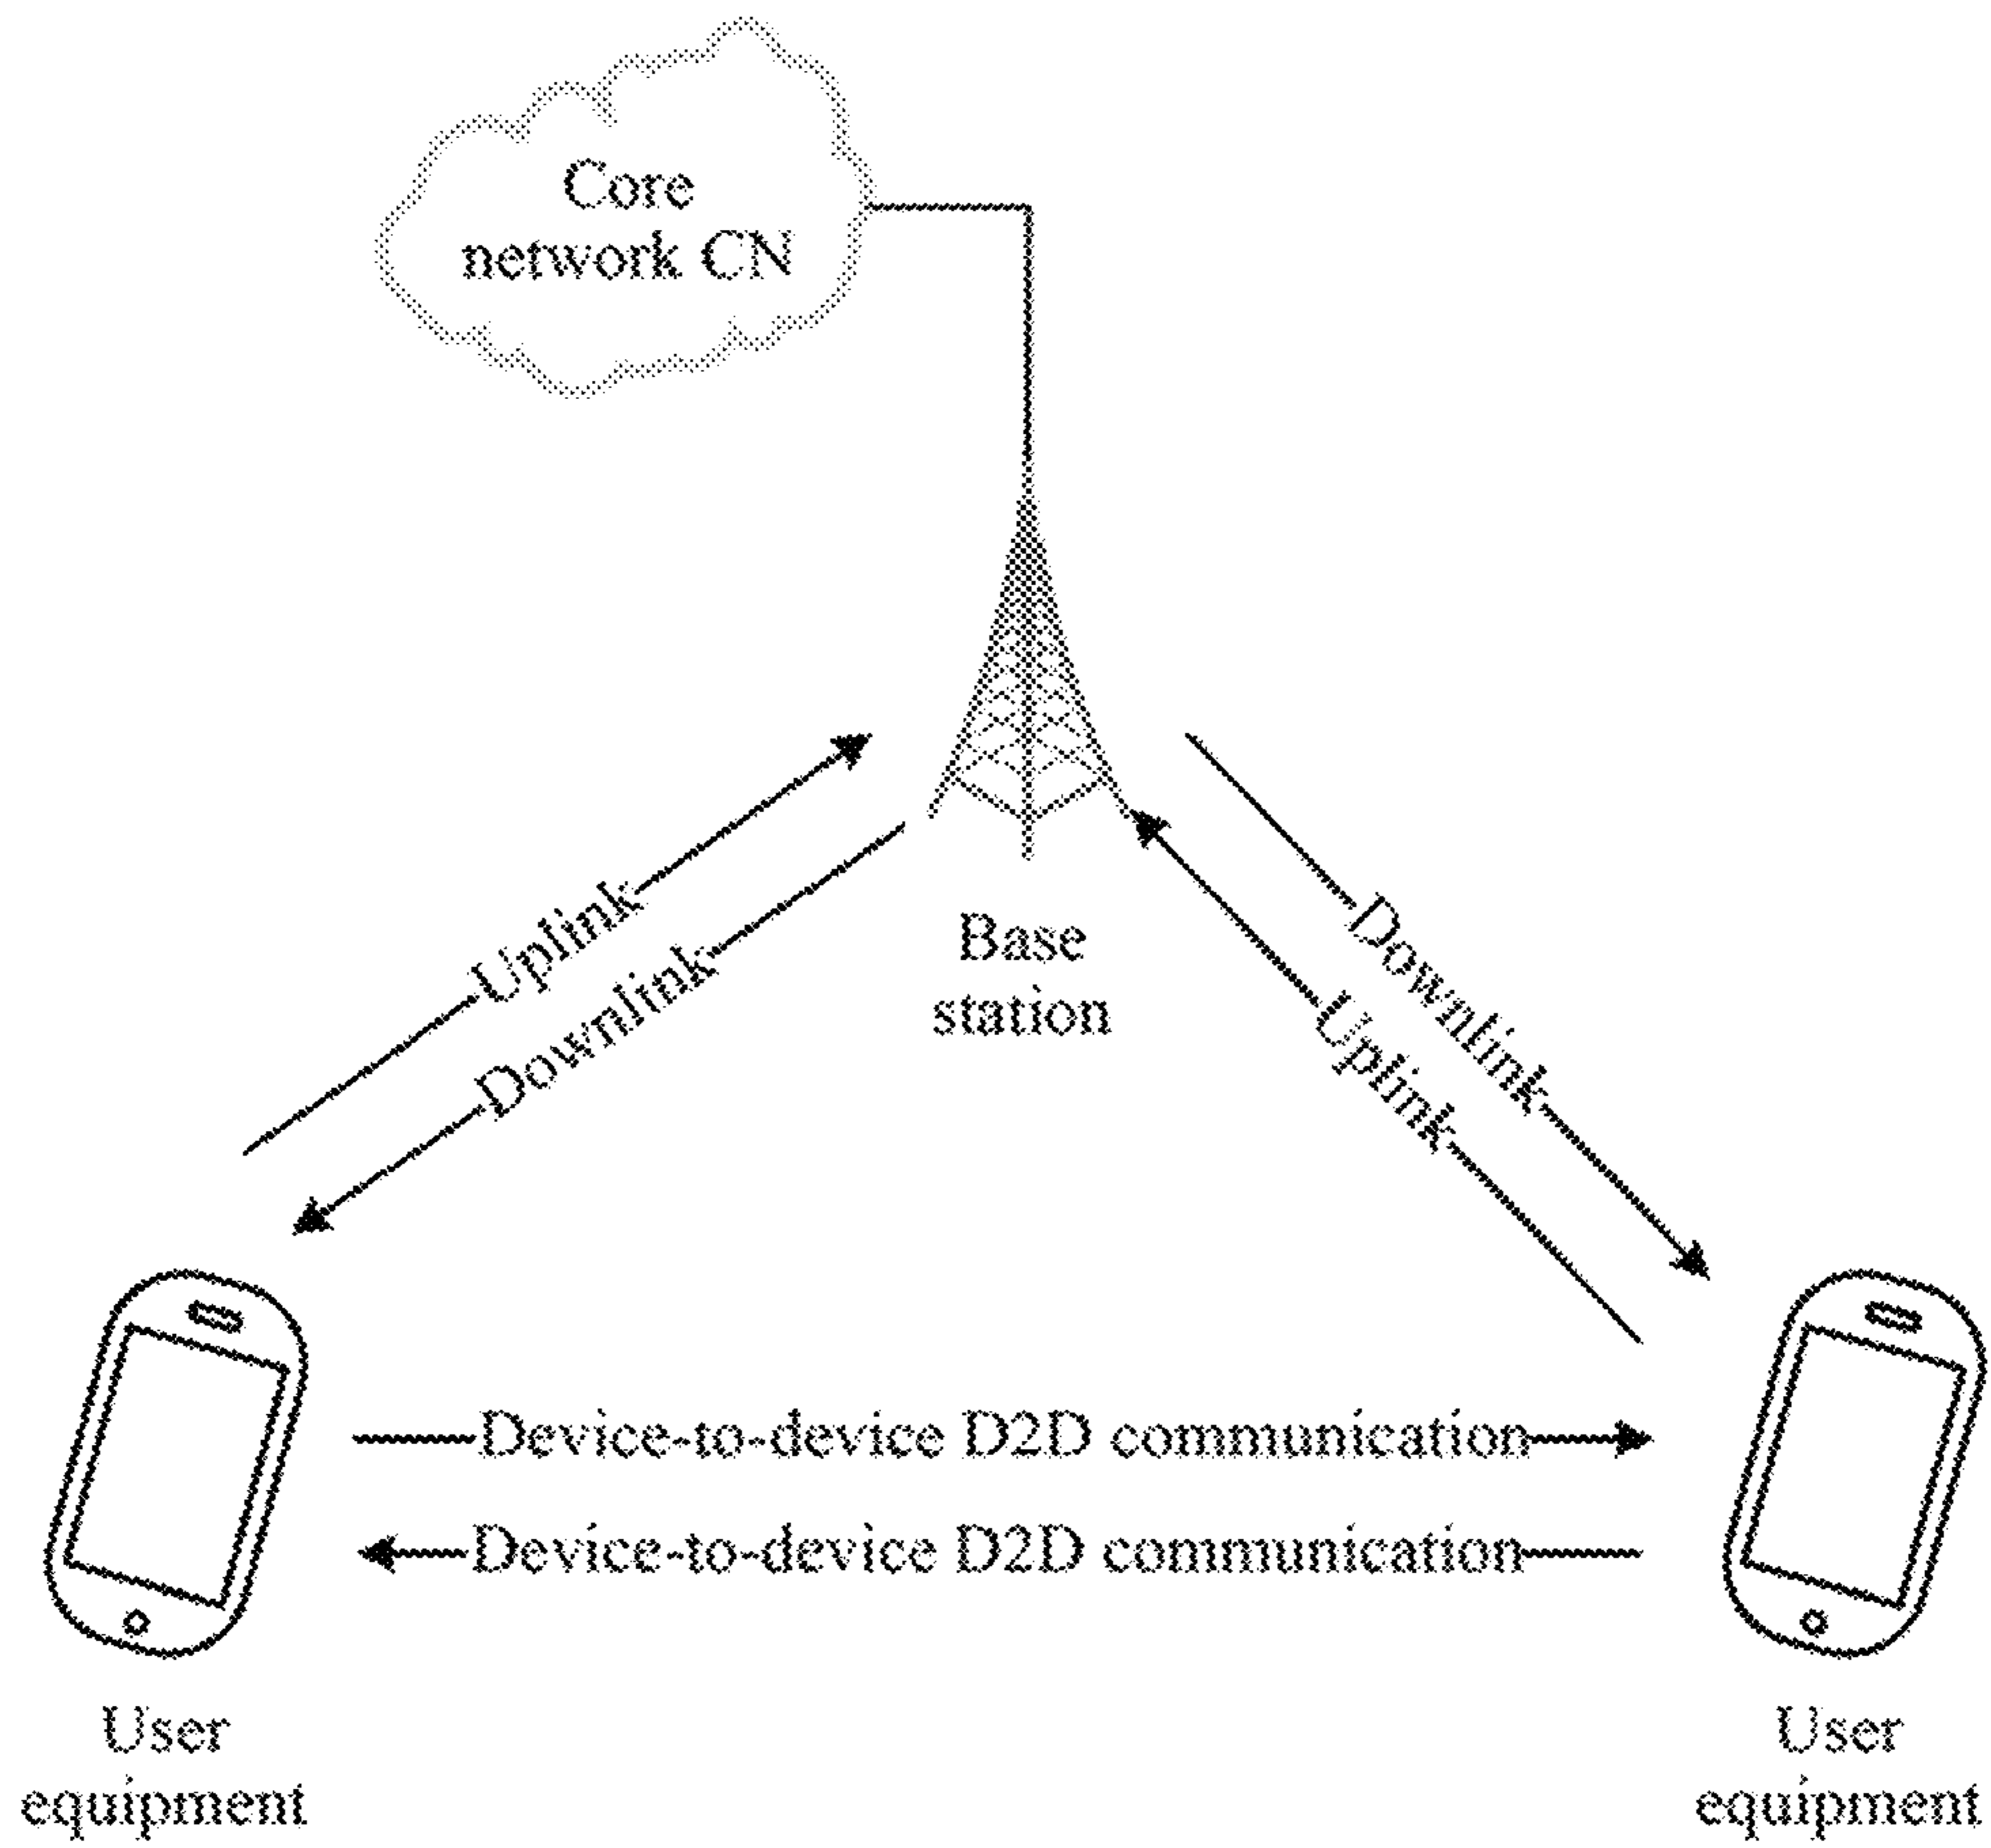 Core
network CN
Uplink
Downlink
Base
station
Downlink
Uplink
Device-to-device D2D communication
Device-to-device D2D communication
User
equipment
User
equipment